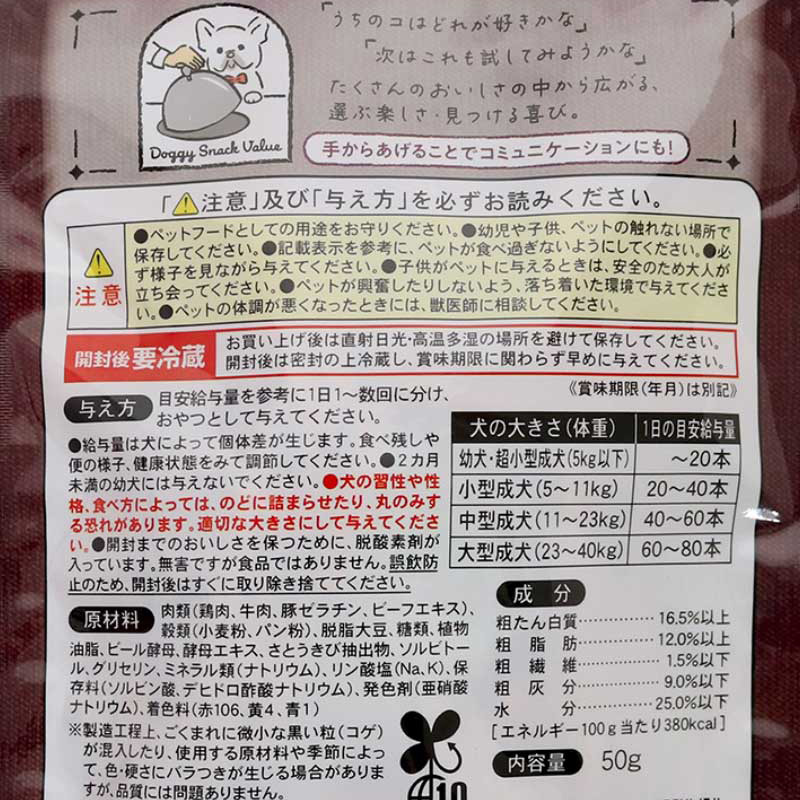 「うちのコはどれが好きかな」
「次はこれも試してみようかな」
たくさんのおいしさの中から広がる、
選ぶ楽しさ・見つける喜び。
Doggy Snack Value
手からあげることでコミュニケーションにも!
「⚠注意」及び「与え方」を必ずお読みください。
注意
●ペットフードとしての用途をお守りください。●幼児や子供、ペットの触れない場所で
保存してください。●記載表示を参考に、ペットが食べ過ぎないようにしてください。●必
ず様子を見ながら与えてください。●子供がペットに与えるときは、安全のため大人が
立ち会ってください。●ペットが興奮したりしないよう、落ち着いた環境で与えてくださ
い。●ペットの体調が悪くなったときには、獣医師に相談してください。
開封後要冷蔵
お買い上げ後は直射日光・高温多湿の場所を避けて保存してください。
開封後は密封の上冷蔵し、賞味期限に関わらず早めに与えてください。
《賞味期限(年月)は別記》
与え方
目安給与量を参考に1日1〜数回に分け、
おやつとして与えてください。
●給与量は犬によって個体差が生じます。食べ残しや
便の様子、健康状態をみて調節してください。●2カ月
未満の幼犬には与えないでください。●犬の習性や性
格、食べ方によっては、のどに詰まらせたり、丸のみす
る恐れがあります。適切な大きさにして与えてくださ
い。●開封までのおいしさを保つために、脱酸素剤が
入っています。無害ですが食品ではありません。誤飲防
止のため、開封後はすぐに取り除き捨ててください。
犬の大きさ(体重) 1日の目安給与量
幼犬・超小型成犬(5kg以下) 〜20本
小型成犬(5〜11kg) 20〜40本
中型成犬(11〜23kg) 40〜60本
大型成犬(23〜40kg) 60〜80本
原材料
肉類(鶏肉、牛肉、豚ゼラチン、ビーフエキス)、
穀類(小麦粉、パン粉)、脱脂大豆、糖類、植物
油脂、ビール酵母、酵母エキス、さとうきび抽出物、ソルビトー
ル、グリセリン、ミネラル類(ナトリウム)、リン酸塩(Na、K)、保
存料(ソルビン酸、デヒドロ酢酸ナトリウム)、発色剤(亜硝酸
ナトリウム)、着色料(赤106、黄4、青1)
※製造工程上、ごくまれに微小な黒い粒(コゲ)
が混入したり、使用する原材料や季節によっ
て、色・硬さにバラつきが生じる場合がありま
すが、品質には問題ありません。
成分
粗たん白質 16.5%以上
粗脂肪 12.0%以上
粗繊維 1.5%以下
粗灰分 9.0%以下
水分 25.0%以下
[エネルギー100g当たり380kcal]
内容量 50g
10